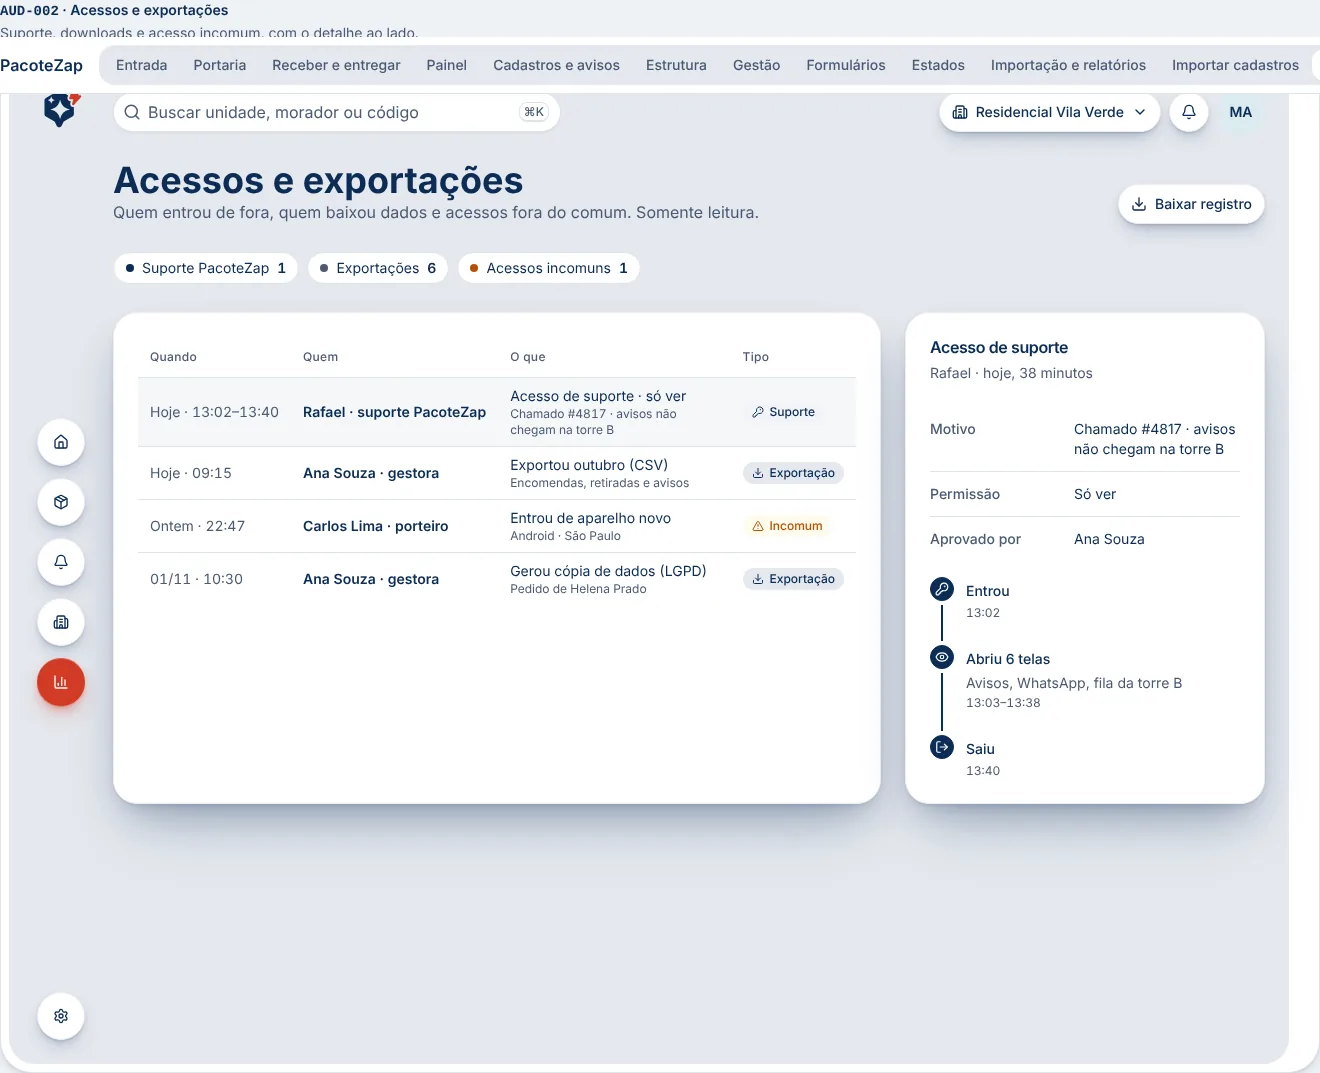 AUD-002 · Acessos e exportações
Suporte, downloads e acesso incomum, com o detalhe ao lado.
PacoteZap
Entrada
Portaria
Receber e entregar
Painel
Cadastros e avisos
Estrutura
Gestão
Formulários
Estados
Importação e relatórios
Importar cadastros
Buscar unidade, morador ou código
⌘K
Residencial Vila Verde
MA
Acessos e exportações
Quem entrou de fora, quem baixou dados e acessos fora do comum. Somente leitura.
Baixar registro
Suporte PacoteZap 1
Exportações 6
Acessos incomuns 1
Quando
Quem
O que
Tipo
Hoje · 13:02–13:40
Rafael · suporte PacoteZap
Acesso de suporte · só ver
Chamado #4817 · avisos não
chegam na torre B
Suporte
Hoje · 09:15
Ana Souza · gestora
Exportou outubro (CSV)
Encomendas, retiradas e avisos
Exportação
Ontem · 22:47
Carlos Lima · porteiro
Entrou de aparelho novo
Android · São Paulo
Incomum
01/11 · 10:30
Ana Souza · gestora
Gerou cópia de dados (LGPD)
Pedido de Helena Prado
Exportação
Acesso de suporte
Rafael · hoje, 38 minutos
Motivo
Chamado #4817 · avisos
não chegam na torre B
Permissão
Só ver
Aprovado por
Ana Souza
Entrou
13:02
Abriu 6 telas
Avisos, WhatsApp, fila da torre B
13:03–13:38
Saiu
13:40